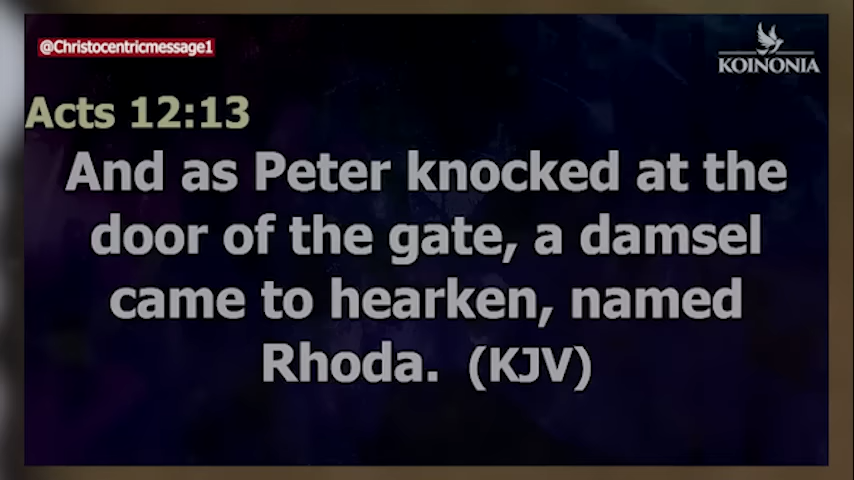 @Christocentricmessage1
KOINONIA
Acts 12:13
And as Peter knocked at the
door of the gate, a damsel
came to hearken, named
Rhoda. (KJV)